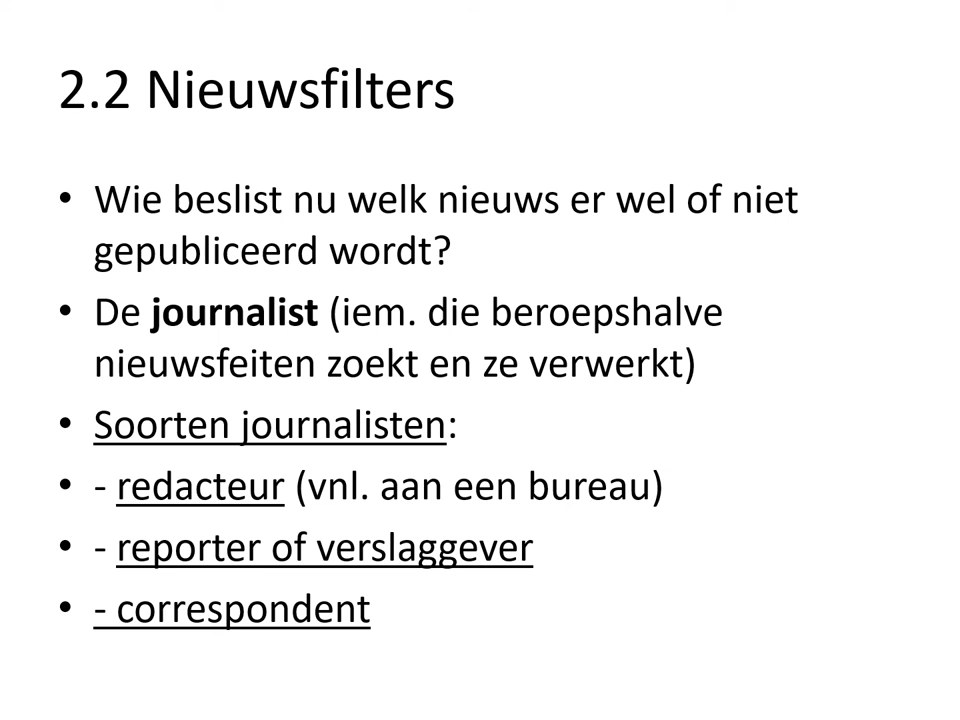 2.2 Nieuwsfilters
• Wie beslist nu welk nieuws er wel of niet
gepubliceerd wordt?
• De journalist (iem. die beroepshalve
nieuwsfeiten zoekt en ze verwerkt)
• Soorten journalisten:
• - redacteur (vnl. aan een bureau)
• - reporter of verslaggever
• - correspondent